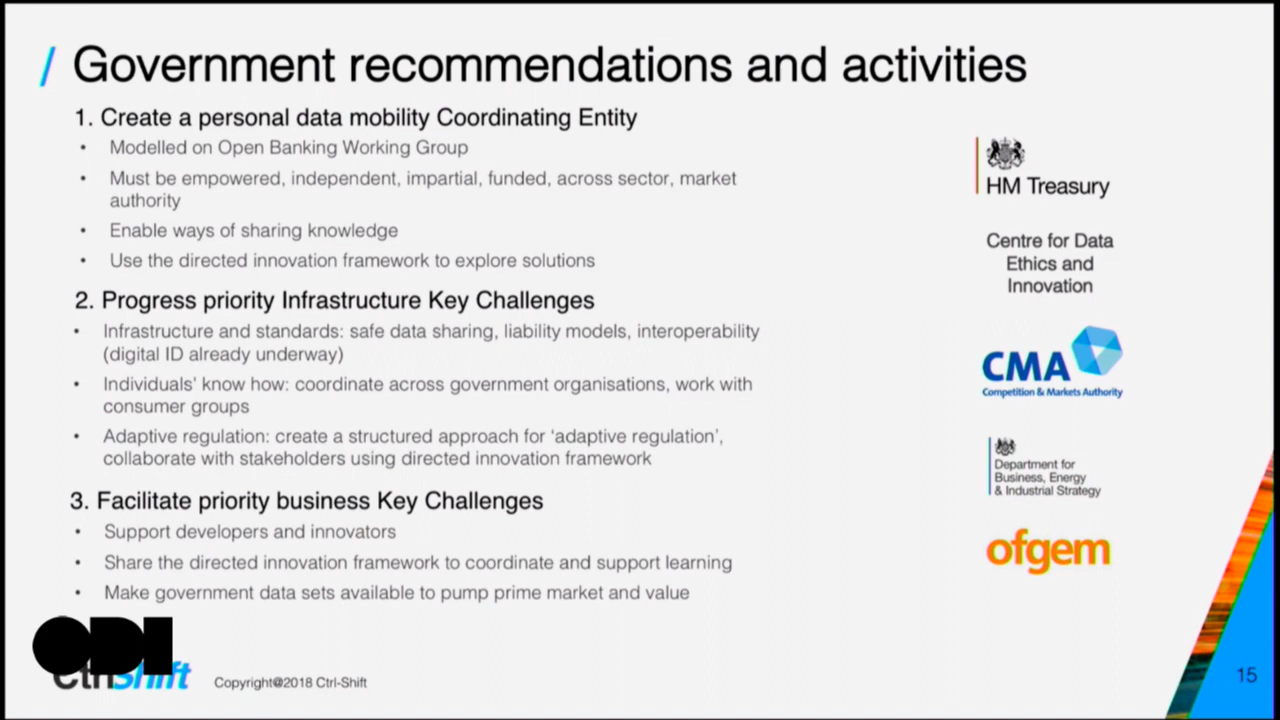 / Government recommendations and activities
1. Create a personal data mobility Coordinating Entity
• Modelled on Open Banking Working Group
• Must be empowered, independent, impartial, funded, across sector, market
authority
• Enable ways of sharing knowledge
• Use the directed innovation framework to explore solutions
2. Progress priority Infrastructure Key Challenges
• Infrastructure and standards: safe data sharing, liability models, interoperability
(digital ID already underway)
• Individuals' know how: coordinate across government organisations, work with
consumer groups
• Adaptive regulation: create a structured approach for ‘adaptive regulation’,
collaborate with stakeholders using directed innovation framework
3. Facilitate priority business Key Challenges
• Support developers and innovators
• Share the directed innovation framework to coordinate and support learning
• Make government data sets available to pump prime market and value
HM Treasury
Centre for Data
Ethics and
Innovation
CMA
Competition & Markets Authority
Department for
Business, Energy
& Industrial Strategy
ofgem
ODI
CtrlShift
Copyright@2018 Ctrl-Shift
15